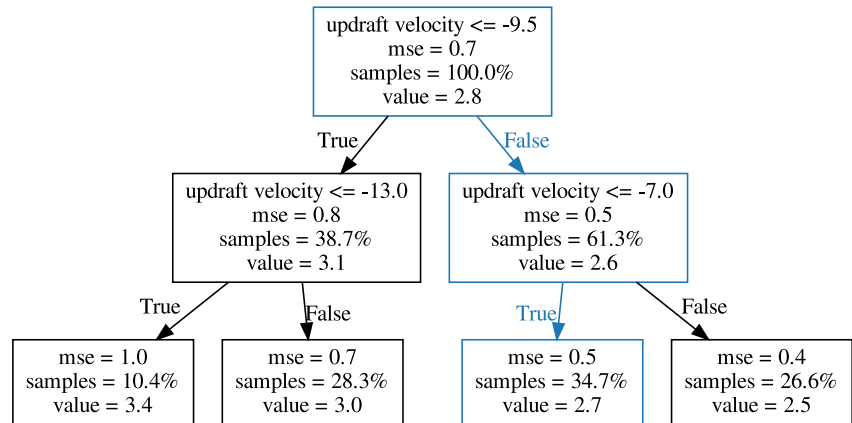 updraft velocity <= -9.5
mse = 0.7
samples = 100.0%
value = 2.8
True
False
updraft velocity <= -13.0
mse = 0.8
samples = 38.7%
value = 3.1
updraft velocity <= -7.0
mse = 0.5
samples = 61.3%
value = 2.6
True
False
True
False
mse = 1.0
samples = 10.4%
value = 3.4
mse = 0.7
samples = 28.3%
value = 3.0
mse = 0.5
samples = 34.7%
value = 2.7
mse = 0.4
samples = 26.6%
value = 2.5